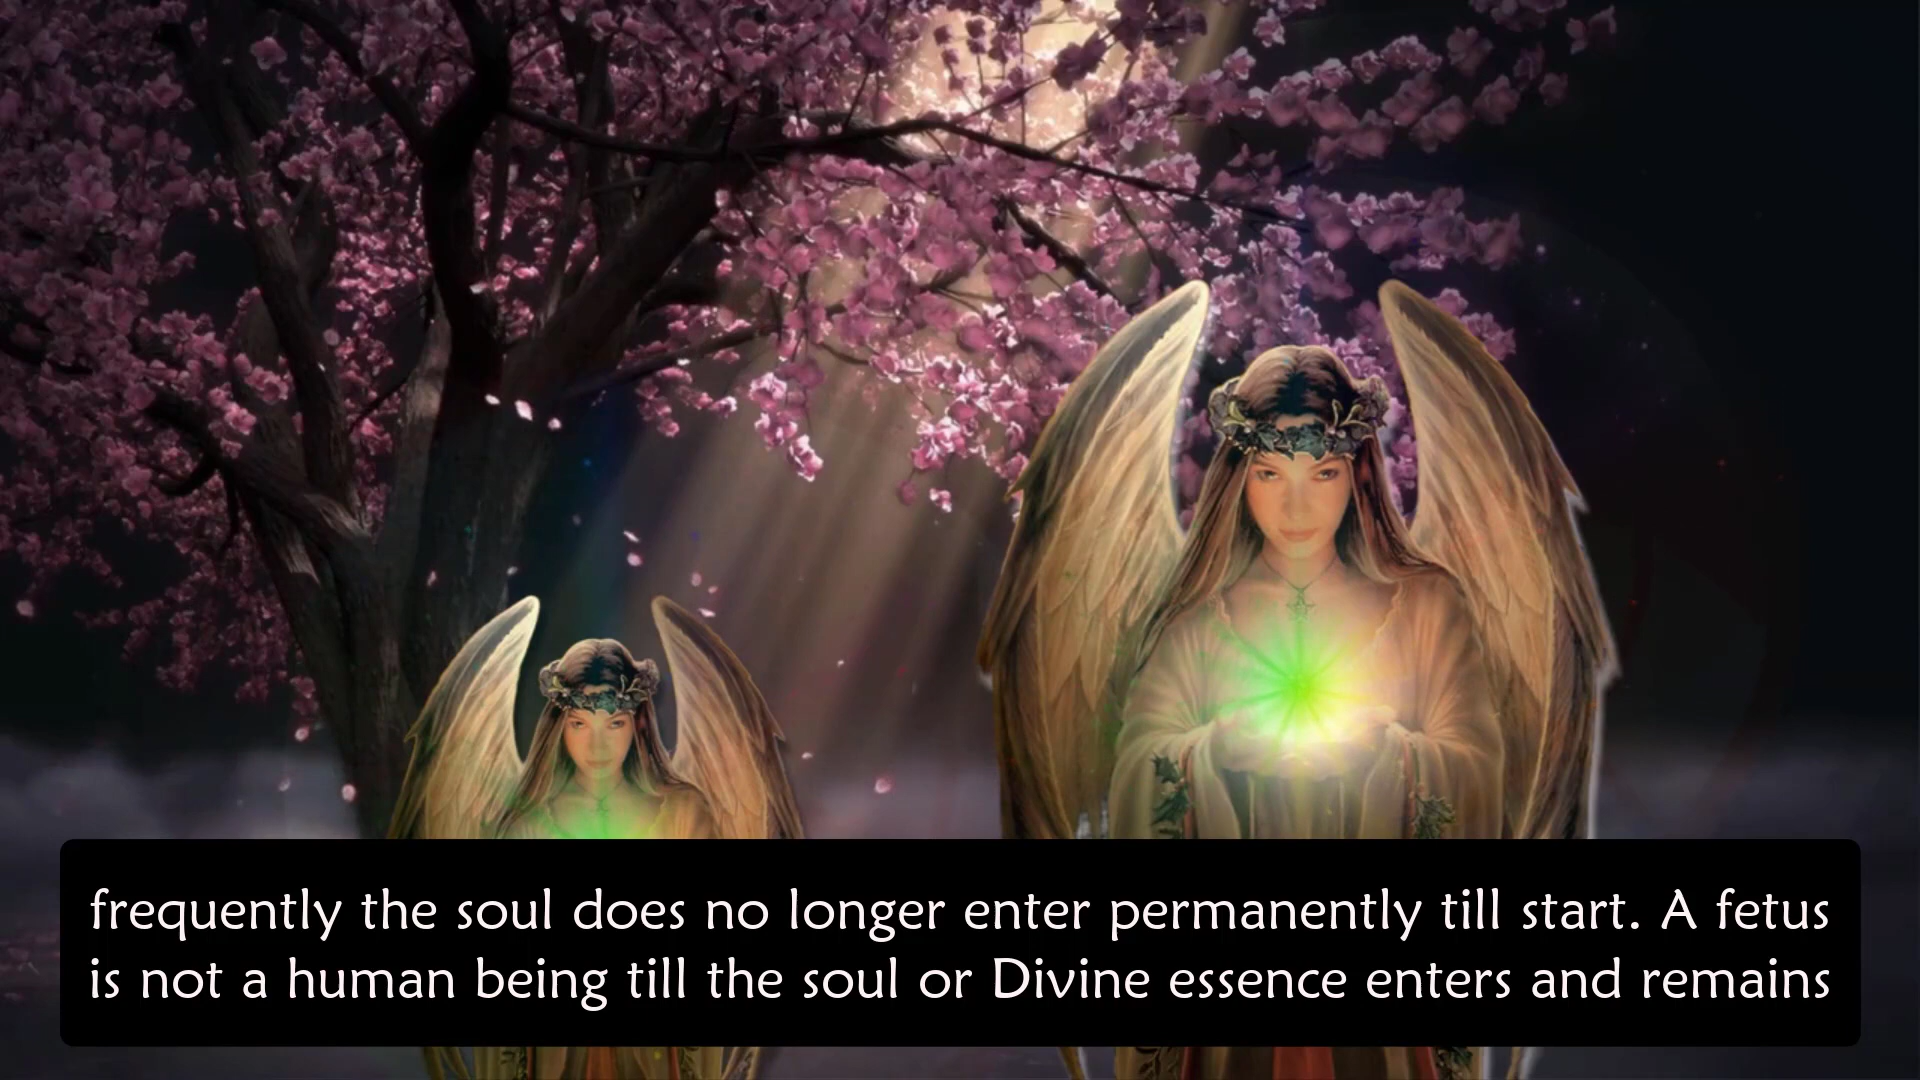 frequently the soul does no longer enter permanently till start. A fetus
is not a human being till the soul or Divine essence enters and remains